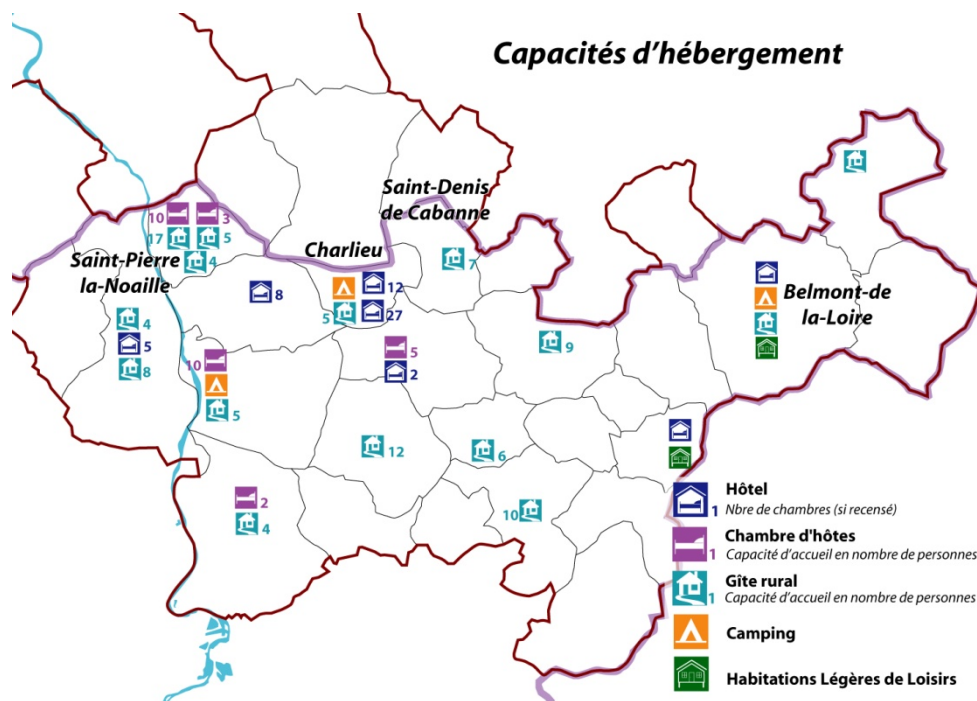 Capacités d'hébergement
Saint-Denis
de Cabanne
10
3
17
5
4
Saint-Pierre
la-Noaille
Charlieu
7
8
12
5
27
Belmont-de
la-Loire
4
5
8
9
10
5
5
2
12
6
2
4
10
Hôtel
1
Nbre de chambres (si recensé)
Chambre d'hôtes
1
Capacité d'accueil en nombre de personnes
Gîte rural
1
Capacité d'accueil en nombre de personnes
Camping
Habitations Légères de Loisirs